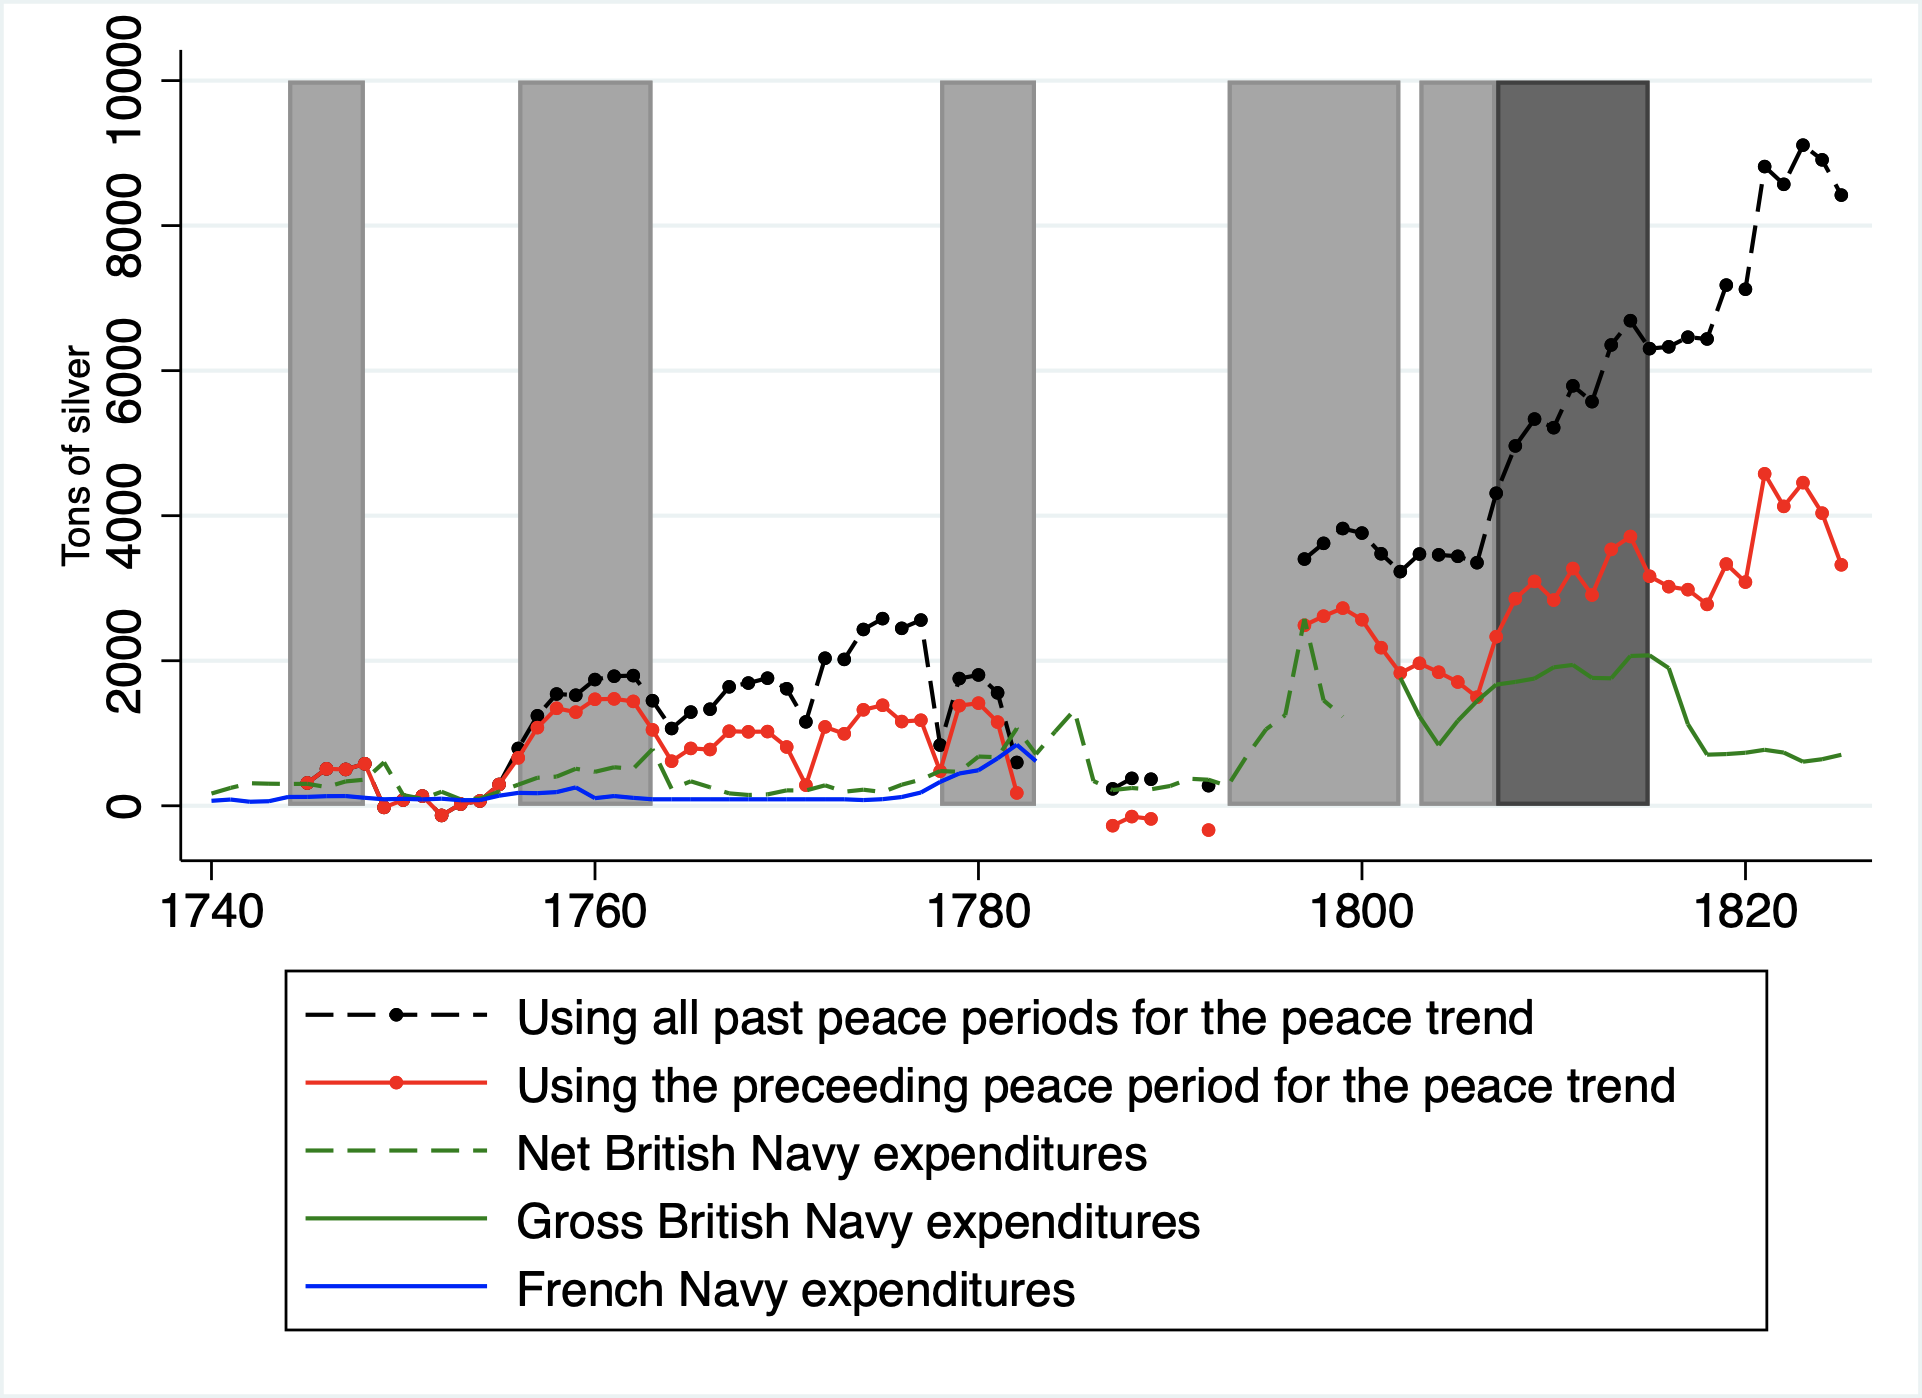 Tons of silver
10000
8000
6000
4000
2000
0
1740 1760 1780 1800 1820
Using all past peace periods for the peace trend
Using the preceeding peace period for the peace trend
Net British Navy expenditures
Gross British Navy expenditures
French Navy expenditures